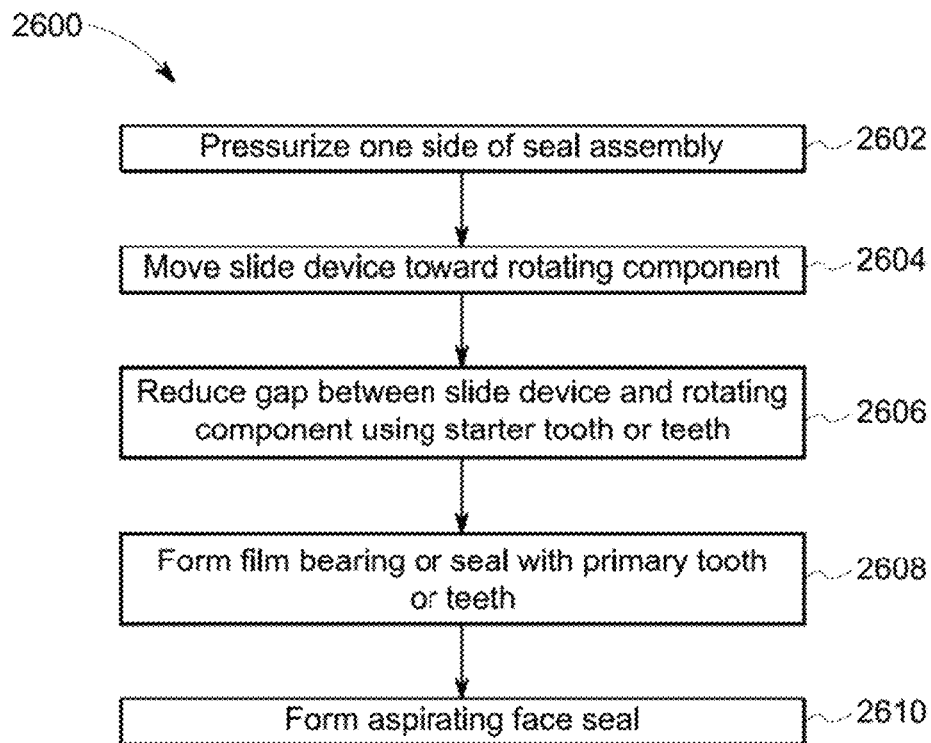 2600
Pressurize one side of seal assembly
2602
Move slide device toward rotating component
2604
Reduce gap between slide device and rotating
component using starter tooth or teeth
2606
Form film bearing or seal with primary tooth
or teeth
2608
Form aspirating face seal
2610